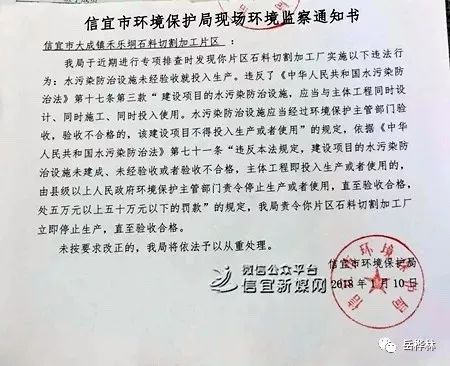 信宜市环境保护局现场环境监察通知书
信宜市大成镇禾乐垌石料切割加工片区:
我局于近期进行专项排查时发现你片区石料切割加工厂实施以下违法行
为:水污染防治设施未经验收就投入生产。违反了《中华人民共和国水污染防
治法》第十七条第三款“建设项目的水污染防治设施,应当与主体工程同时设
计、同时施工、同时投入使用。水污染防治设施应当经过环境保护主管部门验
收,验收不合格的,该建设项目不得投入生产或者使用”的规定,依据《中华
人民共和国水污染防治法》第七十一条“违反本法规定,建设项目的水污染防
治设施未建成、未经验收或者验收不合格,主体工程即投入生产或者使用的,
由县级以上人民政府环境保护主管部门责令停止生产或者使用,直至验收合格,
处五万元以上五十万元以下的罚款”的规定,我局责令你片区石料切割加工厂
立即停止生产,直至验收合格。
未按要求改正的,我局将依法予以从重处理。
微信公众平台
信宜新媒网
信宜市环境保护局
2018年1月10日
信宜市环境保护局
岳桦林